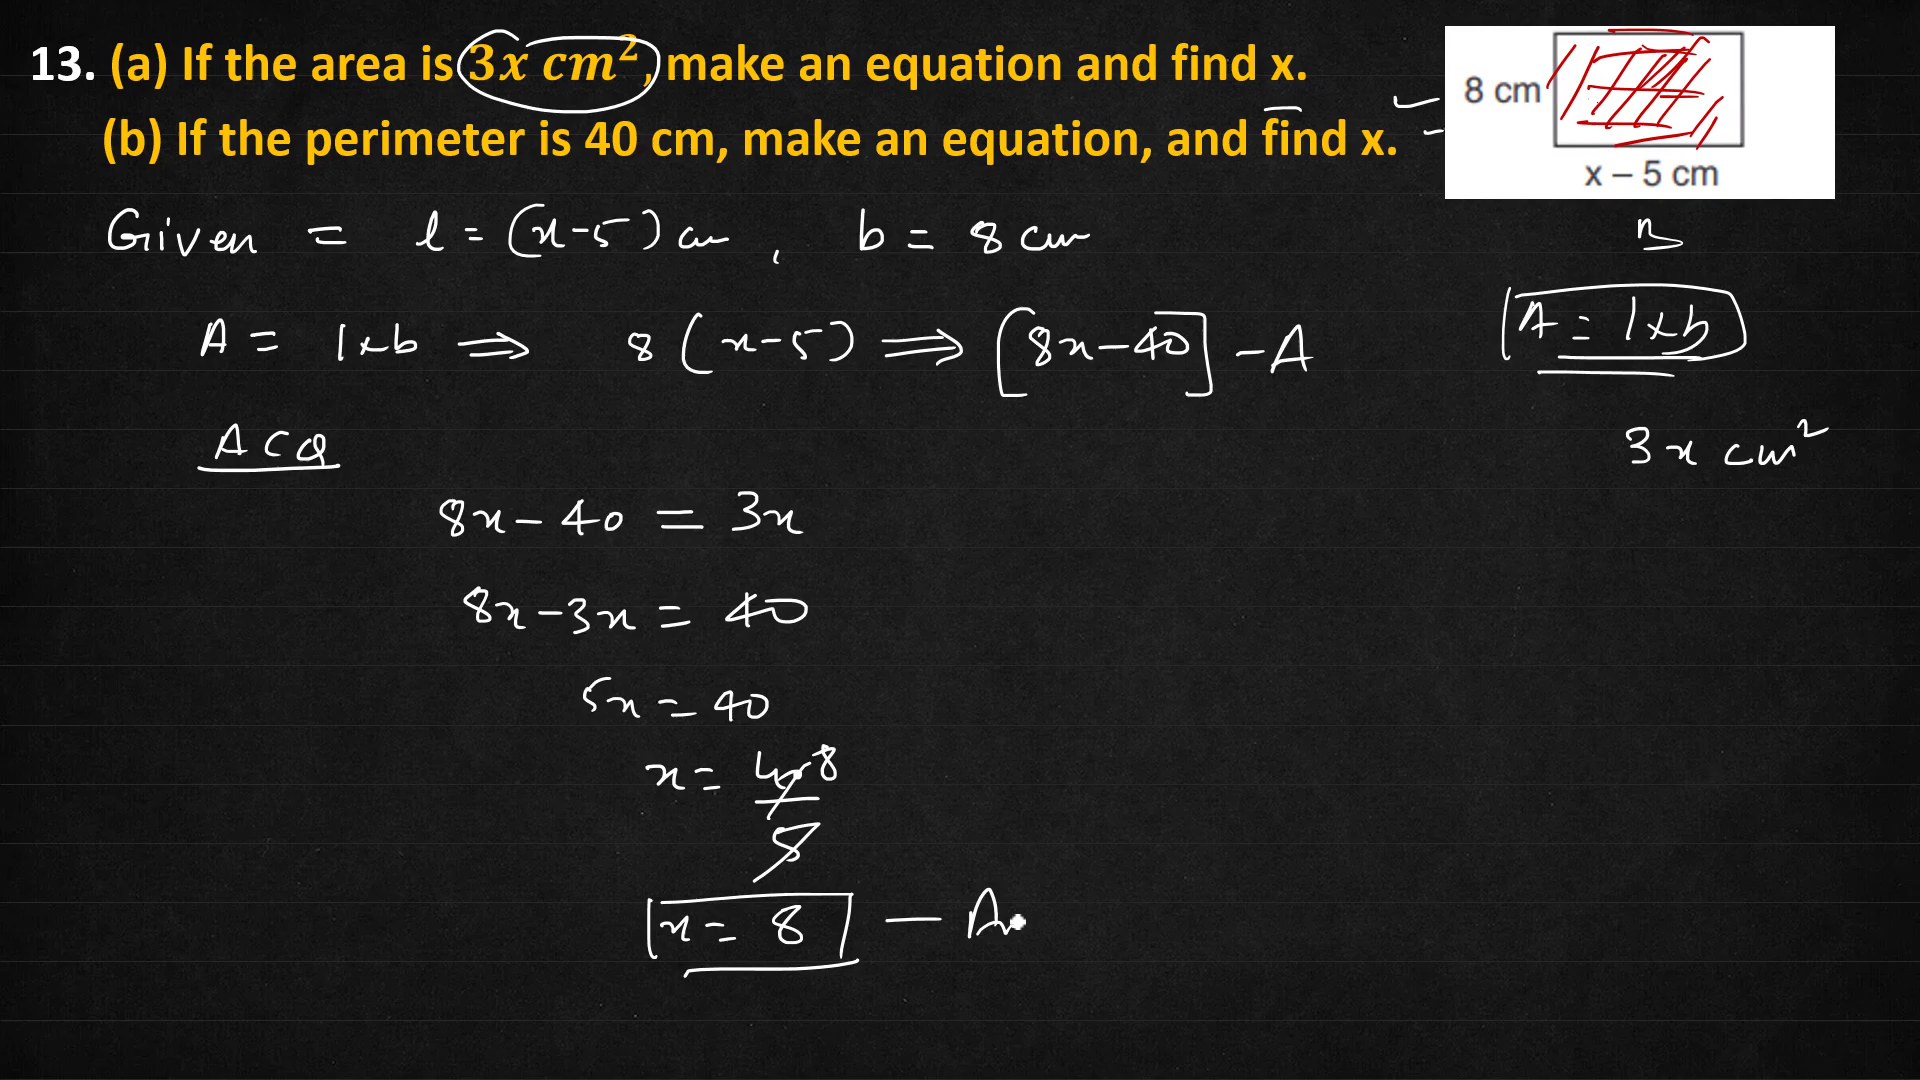 13. (a) If the area is 3x cm², make an equation and find x.
(b) If the perimeter is 40 cm, make an equation, and find x.
8 cm
x – 5 cm
Given = l = (x-5) cm, b = 8 cm
A = l×b ⟹ 8(x-5) ⟹ [8x-40] - A
A = l×b
ACQ
3x cm²
8x - 40 = 3x
8x - 3x = 40
5x = 40
x = 40 8
5
x = 8 — A